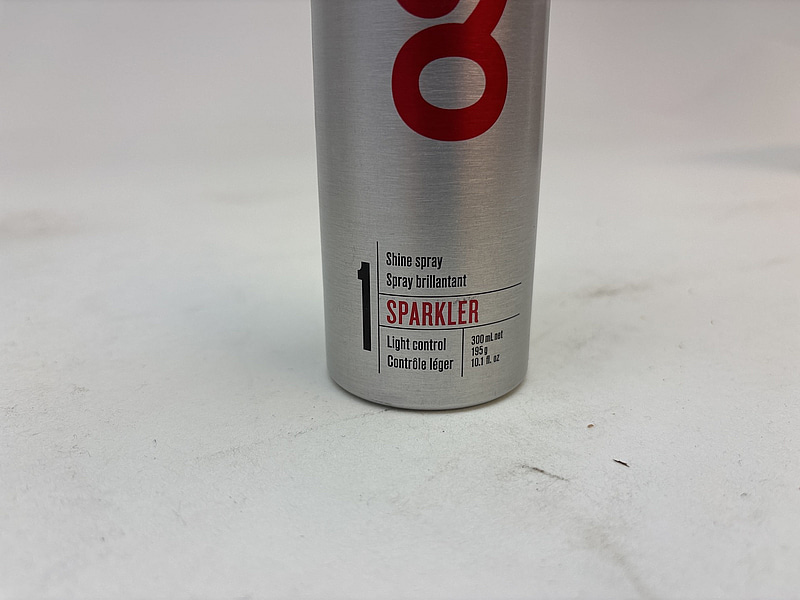 1
Shine spray
Spray brillantant
SPARKLER
Light control
Contrôle léger
300 mL net
195 g
10.1 fl. oz